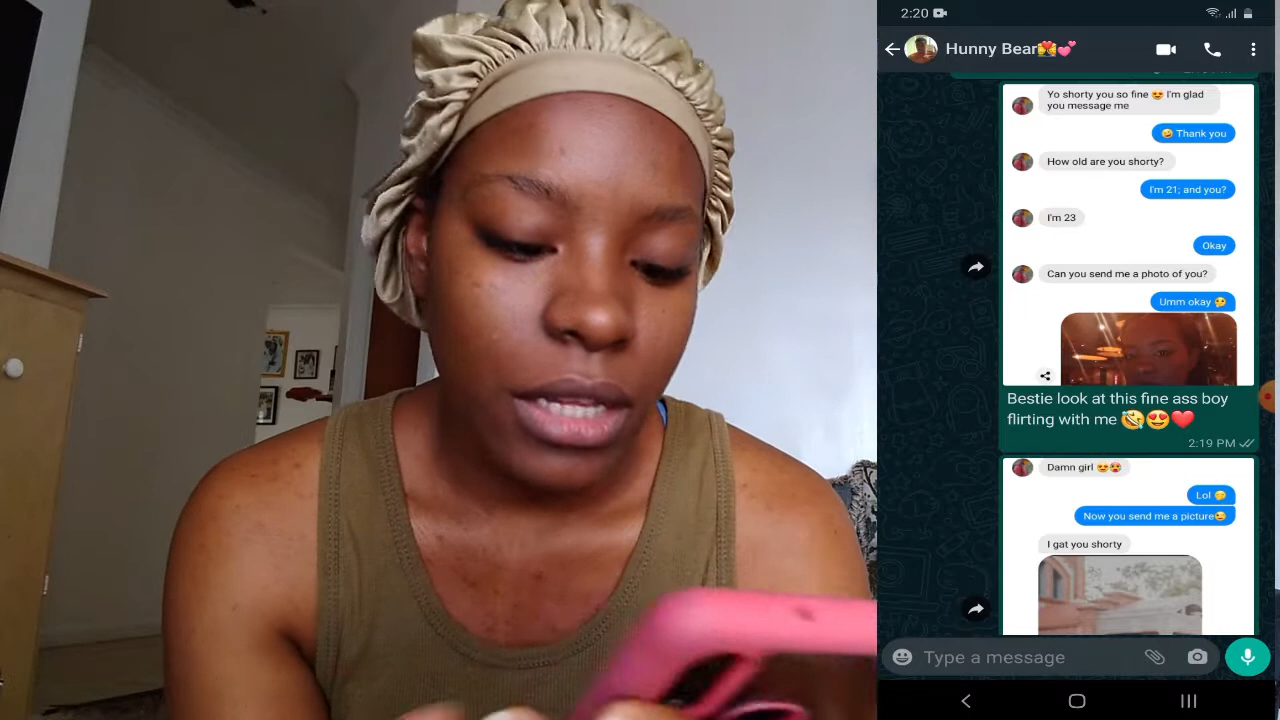 2:20
Hunny Bear👩‍❤️‍💋‍👨💕
Yo shorty you so fine 😍 I'm glad
you message me
🤣 Thank you
How old are you shorty?
I'm 21; and you?
I'm 23
Okay
Can you send me a photo of you?
Umm okay
Bestie look at this fine ass boy
flirting with me 🤣😍❤️
2:19 PM
Damn girl 😍🥵
Lol
Now you send me a picture
I gat you shorty
Type a message